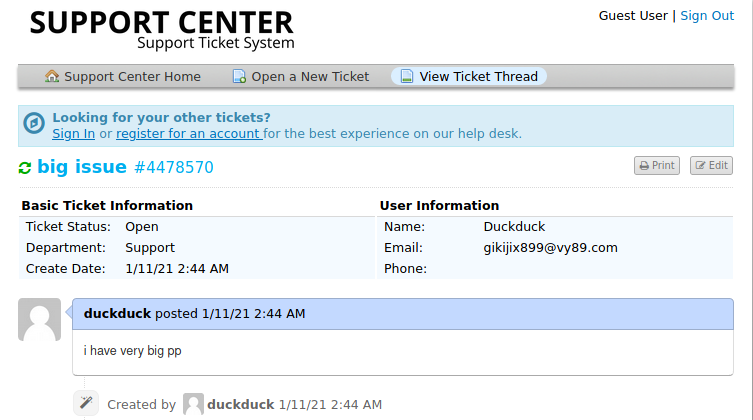 SUPPORT CENTER
Support Ticket System
Guest User | Sign Out
Support Center Home Open a New Ticket View Ticket Thread
Looking for your other tickets?
Sign In or register for an account for the best experience on our help desk.
big issue #4478570 Print Edit
Basic Ticket Information User Information
Ticket Status: Open Name: Duckduck
Department: Support Email: gikijix899@vy89.com
Create Date: 1/11/21 2:44 AM Phone:
duckduck posted 1/11/21 2:44 AM
i have very big pp
Created by duckduck 1/11/21 2:44 AM